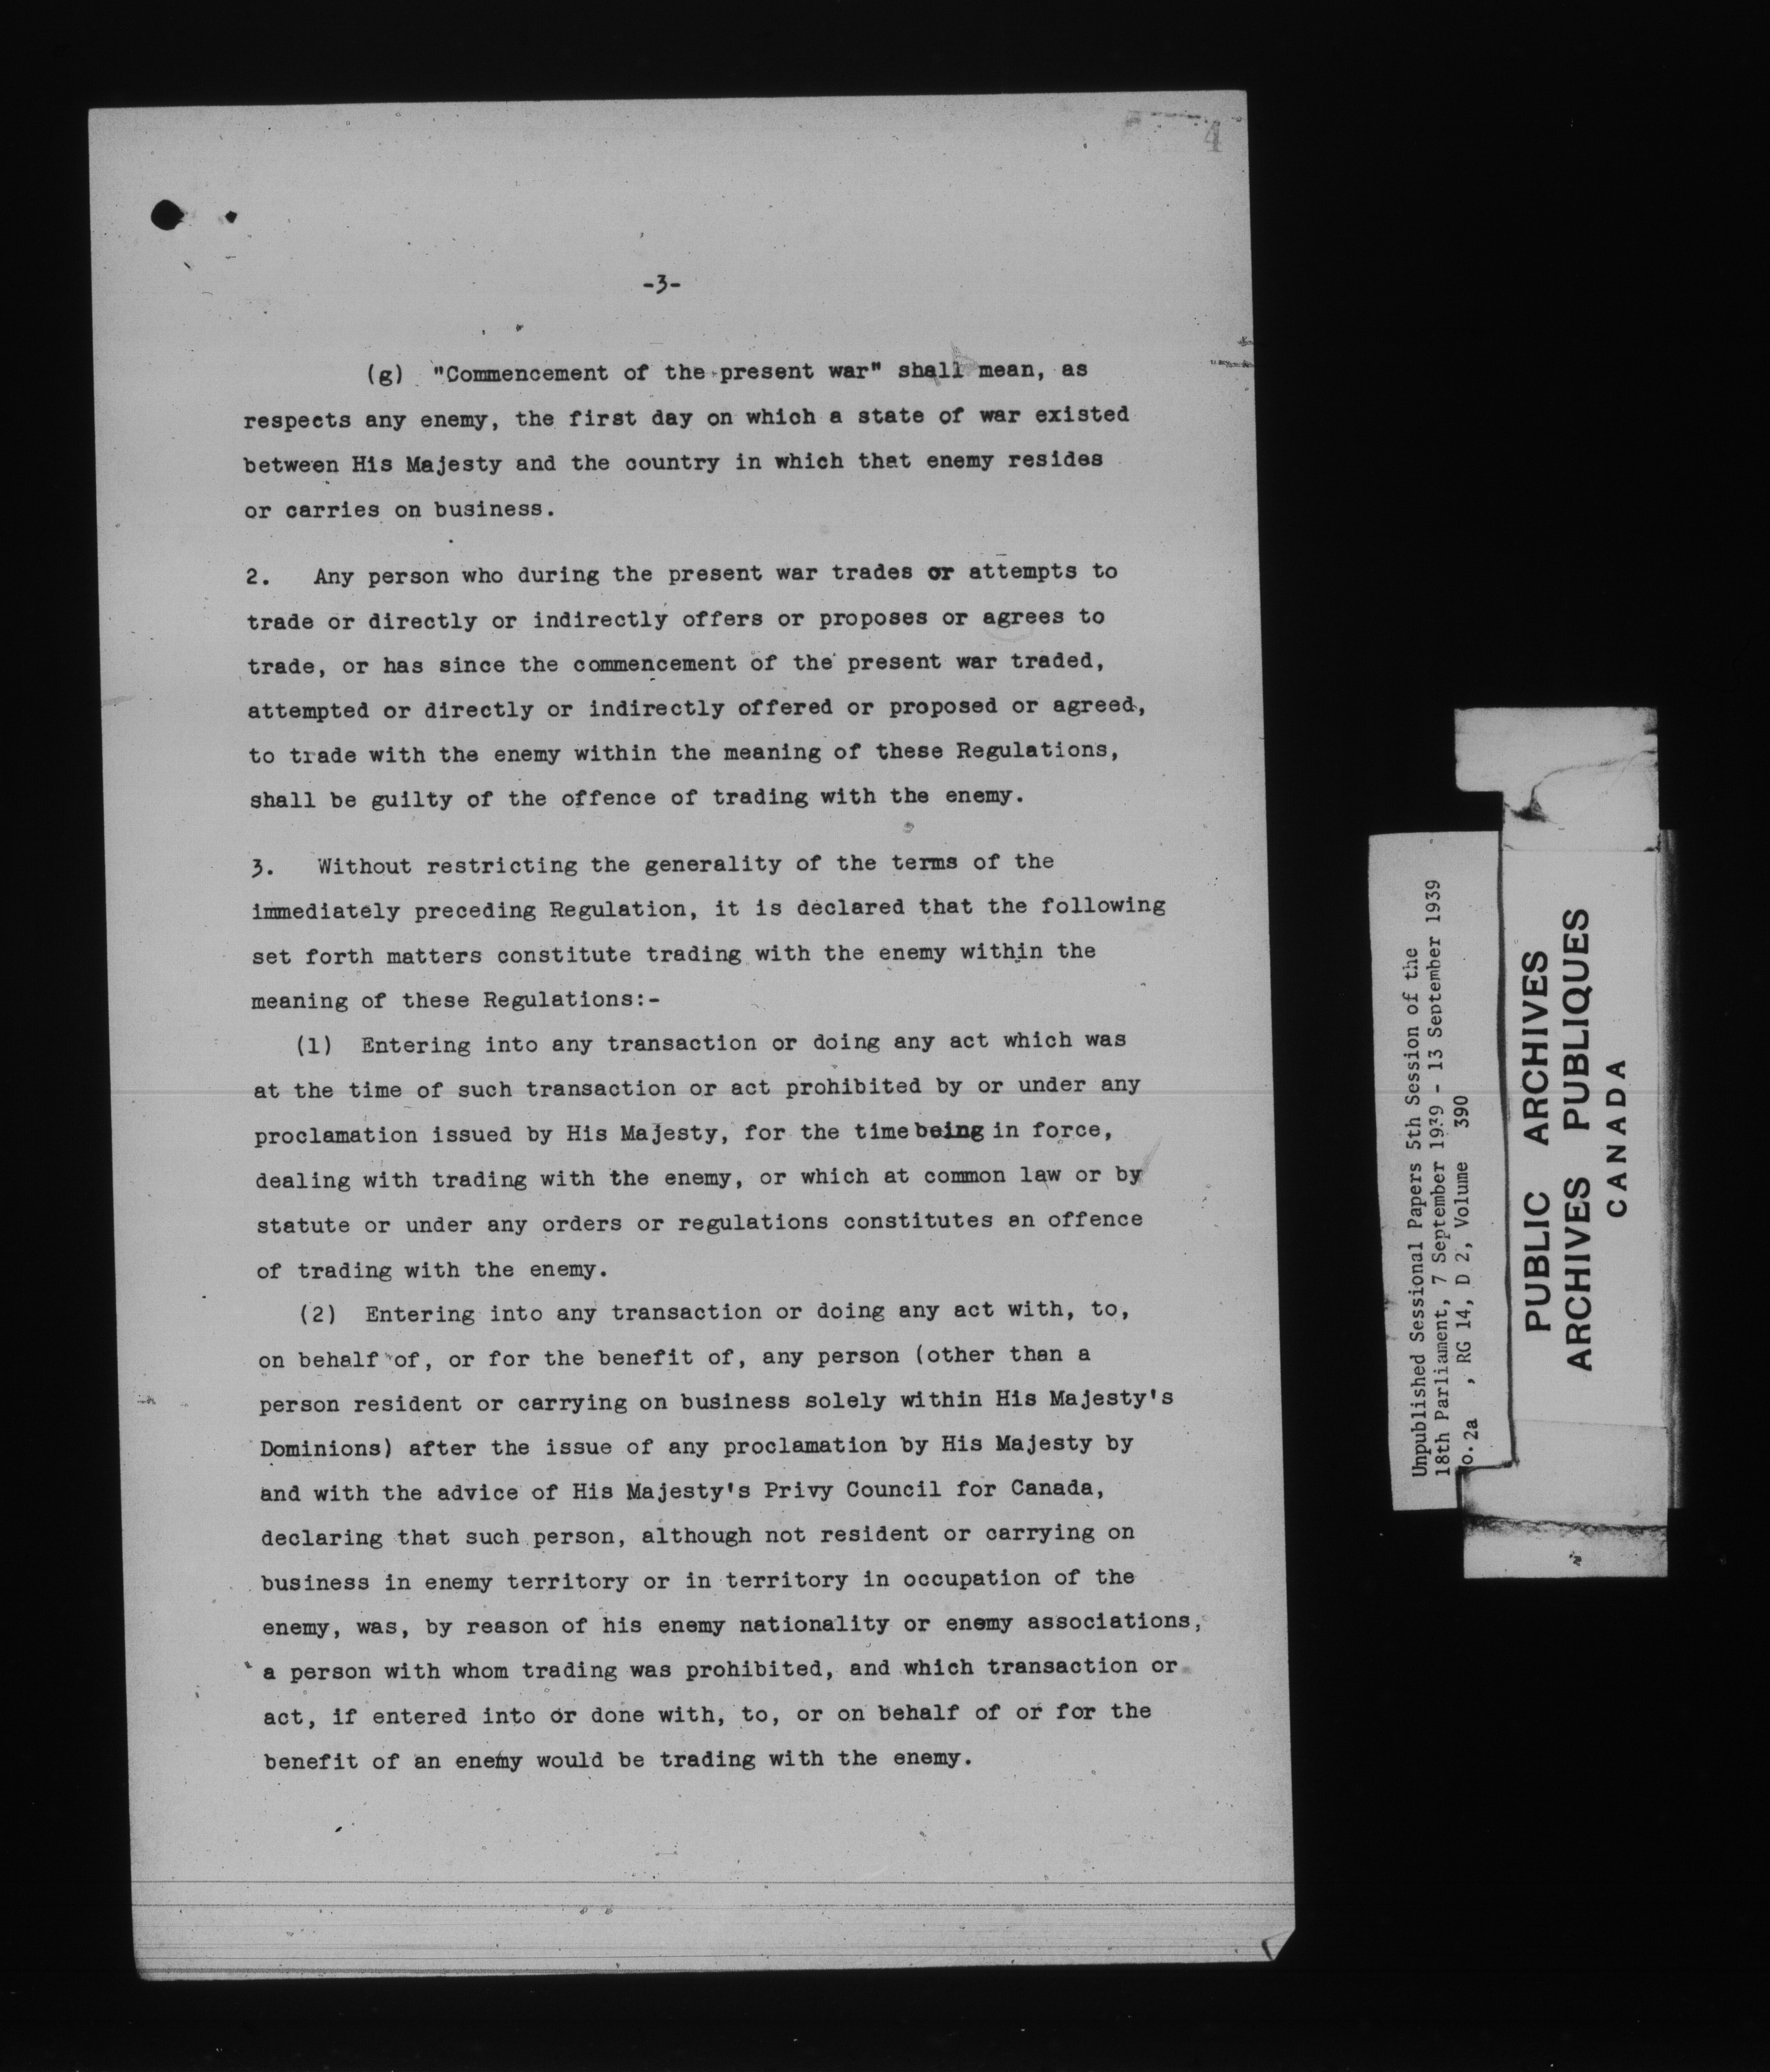 4
-3-
(g) "Commencement of the present war" shall mean, as
respects any enemy, the first day on which a state of war existed
between His Majesty and the country in which that enemy resides
or carries on business.
2. Any person who during the present war trades or attempts to
trade or directly or indirectly offers or proposes or agrees to
trade, or has since the commencement of the present war traded,
attempted or directly or indirectly offered or proposed or agreed,
to trade with the enemy within the meaning of these Regulations,
shall be guilty of the offence of trading with the enemy.
3. Without restricting the generality of the terms of the
immediately preceding Regulation, it is declared that the following
set forth matters constitute trading with the enemy within the
meaning of these Regulations:-
(1) Entering into any transaction or doing any act which was
at the time of such transaction or act prohibited by or under any
proclamation issued by His Majesty, for the time being in force,
dealing with trading with the enemy, or which at common law or by
statute or under any orders or regulations constitutes an offence
of trading with the enemy.
(2) Entering into any transaction or doing any act with, to,
on behalf of, or for the benefit of, any person (other than a
person resident or carrying on business solely within His Majesty's
Dominions) after the issue of any proclamation by His Majesty by
and with the advice of His Majesty's Privy Council for Canada,
declaring that such person, although not resident or carrying on
business in enemy territory or in territory in occupation of the
enemy, was, by reason of his enemy nationality or enemy associations,
a person with whom trading was prohibited, and which transaction or
act, if entered into or done with, to, or on behalf of or for the
benefit of an enemy would be trading with the enemy.
Unpublished Sessional Papers 5th Session of the
18th Parliament, 7 September 1939 - 13 September 1939
o. 2a , RG 14, D 2, Volume 390
PUBLIC ARCHIVES
ARCHIVES PUBLIQUES
CANADA